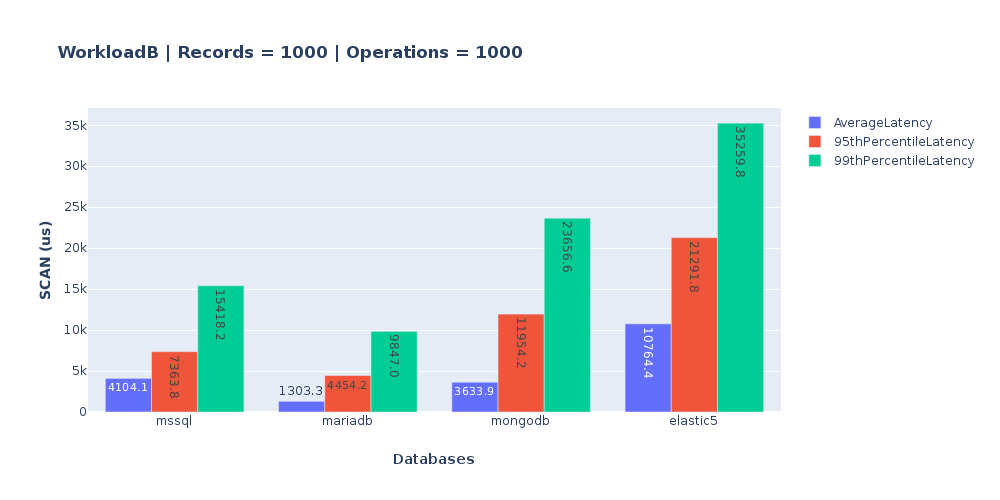 WorkloadB | Records = 1000 | Operations = 1000
AverageLatency
95thPercentileLatency
99thPercentileLatency
SCAN (us)
35k
30k
25k
20k
15k
10k
5k
0
4104.1
7363.8
15418.2
1303.3
4454.2
9847.0
3633.9
11954.2
23656.6
10764.4
21291.8
35259.8
mssql
mariadb
mongodb
elastic5
Databases